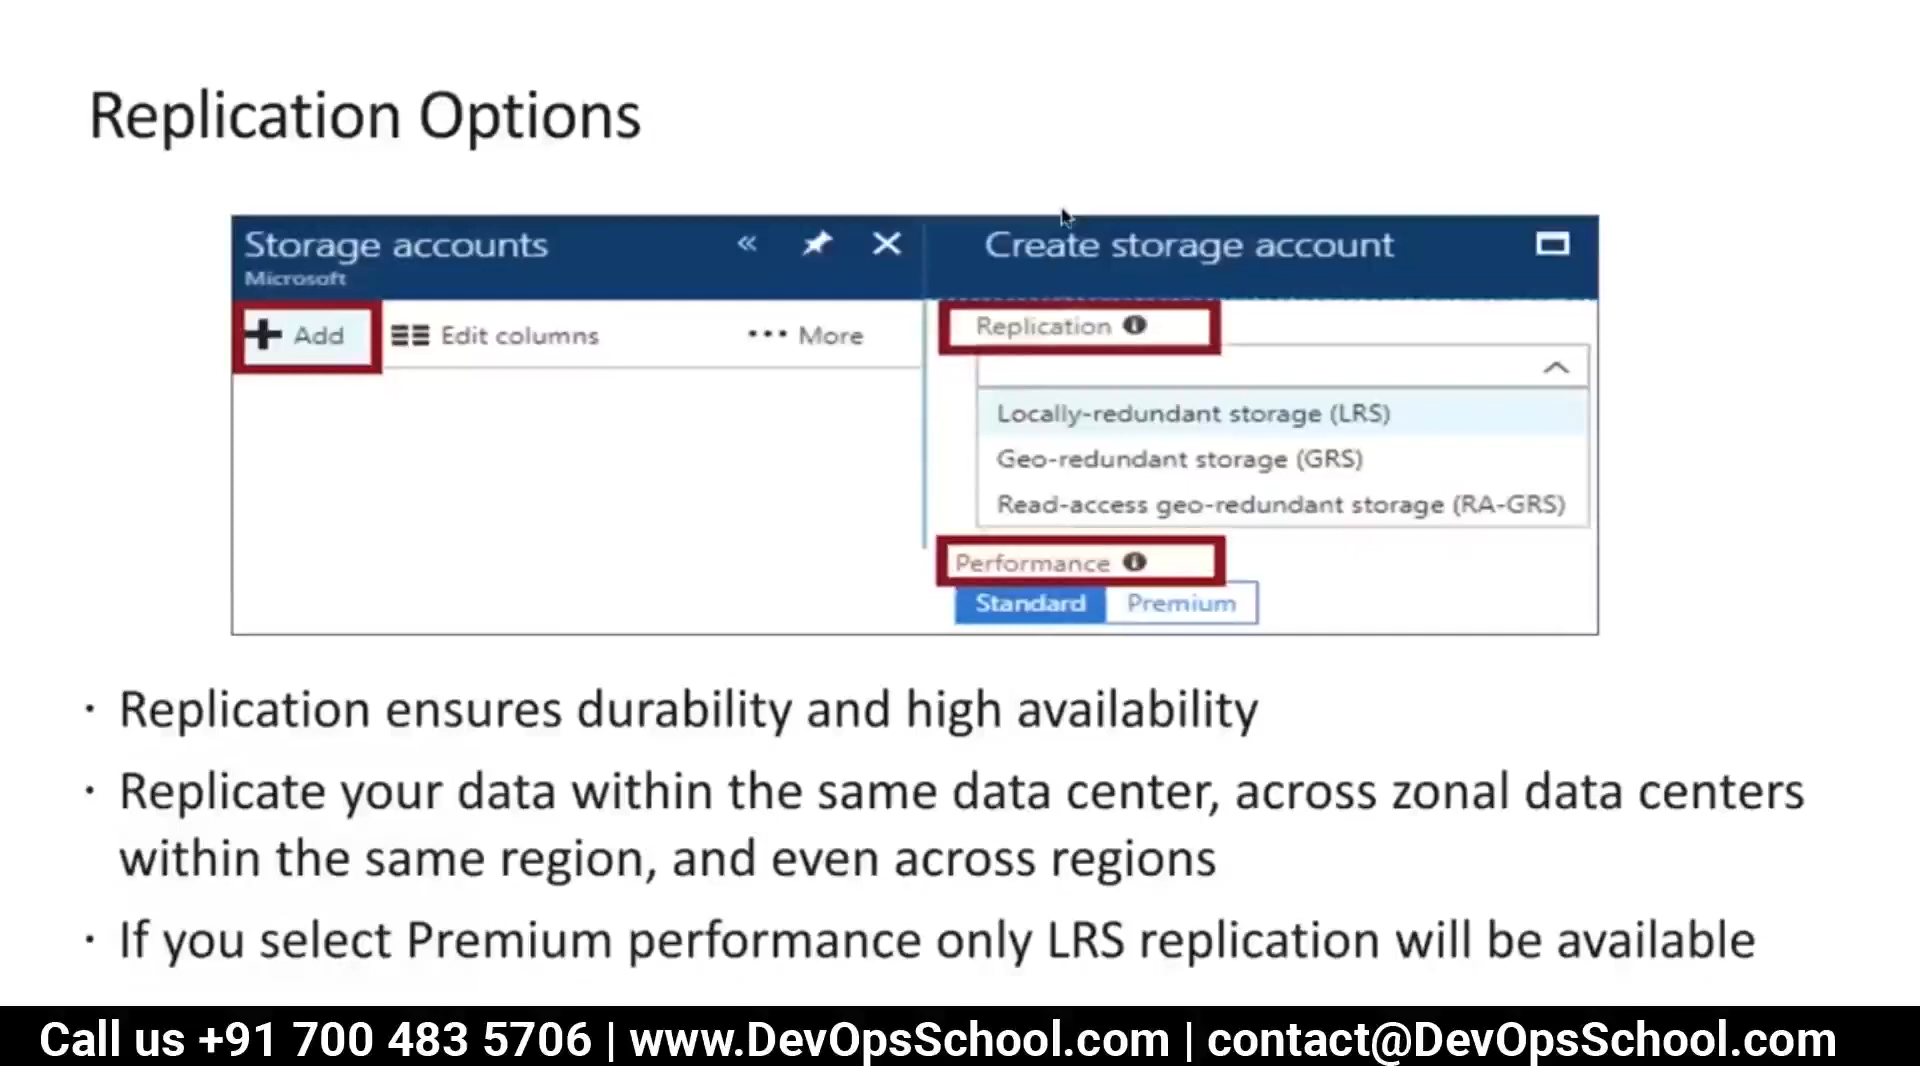 Replication Options
Storage accounts
Microsoft
Add
Edit columns
More
Create storage account
Replication
Locally-redundant storage (LRS)
Geo-redundant storage (GRS)
Read-access geo-redundant storage (RA-GRS)
Performance
Standard Premium
· Replication ensures durability and high availability
· Replicate your data within the same data center, across zonal data centers
within the same region, and even across regions
· If you select Premium performance only LRS replication will be available
Call us +91 700 483 5706 | www.DevOpsSchool.com | contact@DevOpsSchool.com